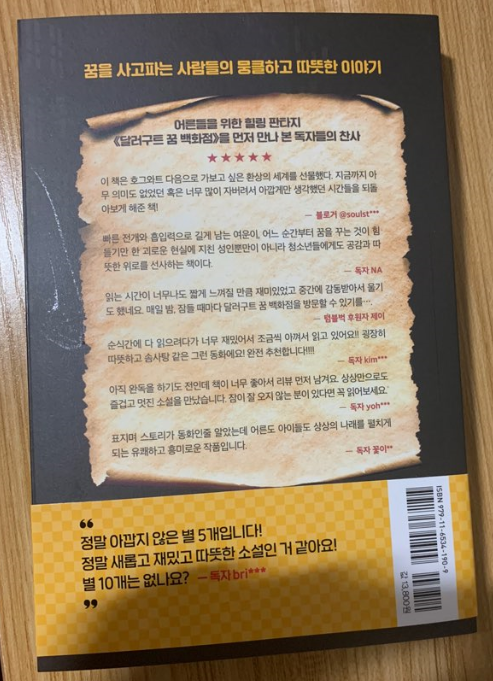 꿈을 사고파는 사람들의 뭉클하고 따뜻한 이야기
어른들을 위한 힐링 판타지
《달러구트 꿈 백화점》을 먼저 만나 본 독자들의 찬사
★★★★★
이 책은 호그와트 다음으로 가보고 싶은 환상의 세계를 선물했다. 지금까지 아
무 의미도 없었던 혹은 너무 많이 자버려서 아깝게만 생각했던 시간들을 되돌
아보게 해준 책!
— 블로거 @soulst***
빠른 전개와 흡입력으로 길게 남는 여운이, 어느 순간부터 꿈을 꾸는 것이 힘
들기만 한 괴로운 현실에 지친 성인뿐만이 아니라 청소년들에게도 공감과 따
뜻한 위로를 선사하는 책이다.
— 독자 NA
읽는 시간이 너무나도 짧게 느껴질 만큼 재미있었고 중간에 감동받아서 울기
도 했네요. 매일 밤, 잠들 때마다 달러구트 꿈 백화점을 방문할 수 있기를….
— 텀블벅 후원자 제이
순식간에 다 읽으려다가 너무 재밌어서 조금씩 아껴서 읽고 있어요!! 굉장히
따뜻하고 솜사탕 같은 그런 동화예요! 완전 추천합니다!!!!
— 독자 kim***
아직 완독을 하기도 전인데 책이 너무 좋아서 리뷰 먼저 남겨요. 상상만으로도
즐겁고 멋진 소설을 만났습니다. 잠이 잘 오지 않는 분이 있다면 꼭 읽어보세요.
— 독자 yoh***
표지며 스토리가 동화인줄 알았는데 어른도 아이들도 상상의 나래를 펼치게
되는 유쾌하고 흥미로운 작품입니다.
— 독자 꽃이**
“
정말 아깝지 않은 별 5개입니다!
정말 새롭고 재밌고 따뜻한 소설인 거 같아요!
별 10개는 없나요? — 독자 bri***
”
ISBN 979-11-6534-190-9
값 13,800원